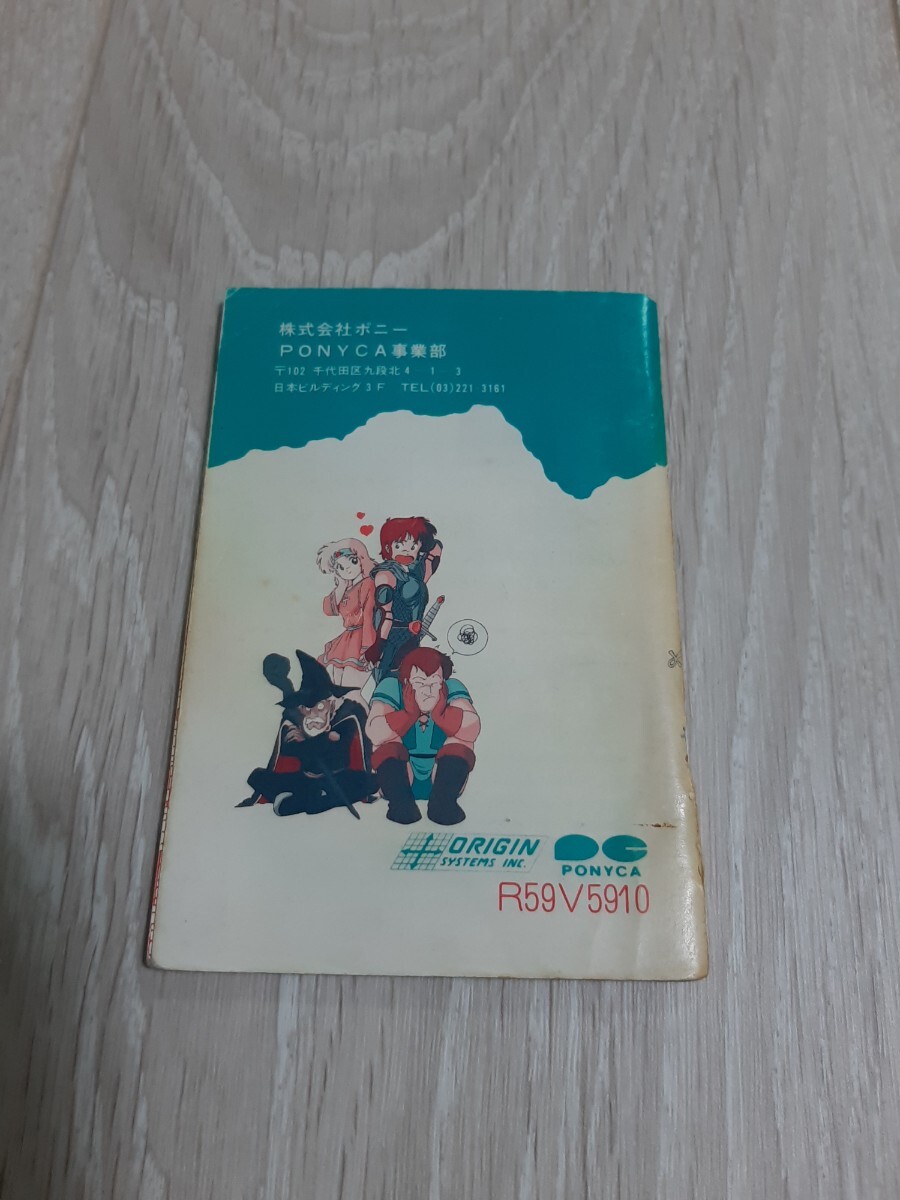 株式会社ポニー
PONYCA事業部
〒102 千代田区九段北4-1-3
日本ビルディング3F TEL(03)221 3161
ORIGIN
SYSTEMS INC.
PONYCA
R59V5910